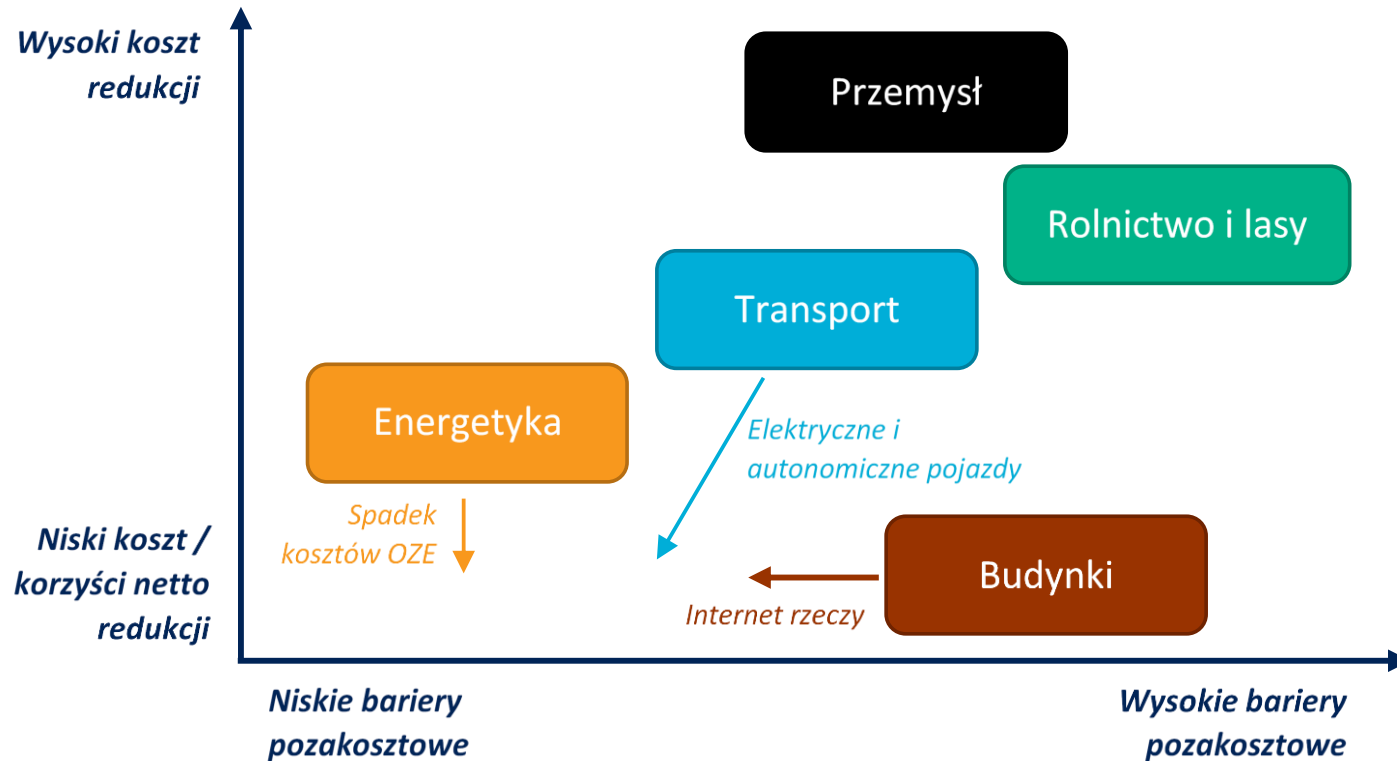 Wysoki koszt
redukcji
Przemysł
Rolnictwo i lasy
Transport
Energetyka
Elektryczne i
autonomiczne pojazdy
Spadek
kosztów OZE
Niski koszt /
korzyści netto
redukcji
Budynki
Internet rzeczy
Niskie bariery
pozakosztowe
Wysokie bariery
pozakosztowe